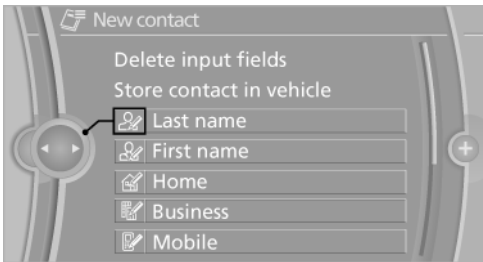 New contact
Delete input fields
Store contact in vehicle
Last name
First name
Home
Business
Mobile